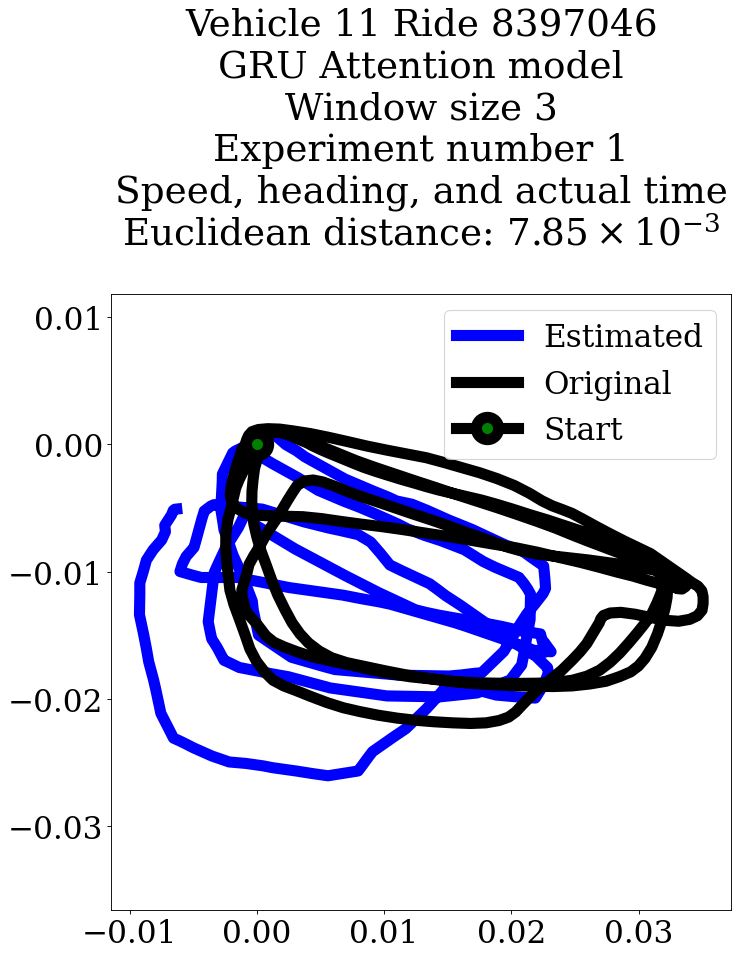 Vehicle 11 Ride 8397046
GRU Attention model
Window size 3
Experiment number 1
Speed, heading, and actual time
Euclidean distance: 7.85 × 10⁻³
Estimated
Original
Start
0.01
0.00
−0.01
−0.02
−0.03
−0.01 0.00 0.01 0.02 0.03